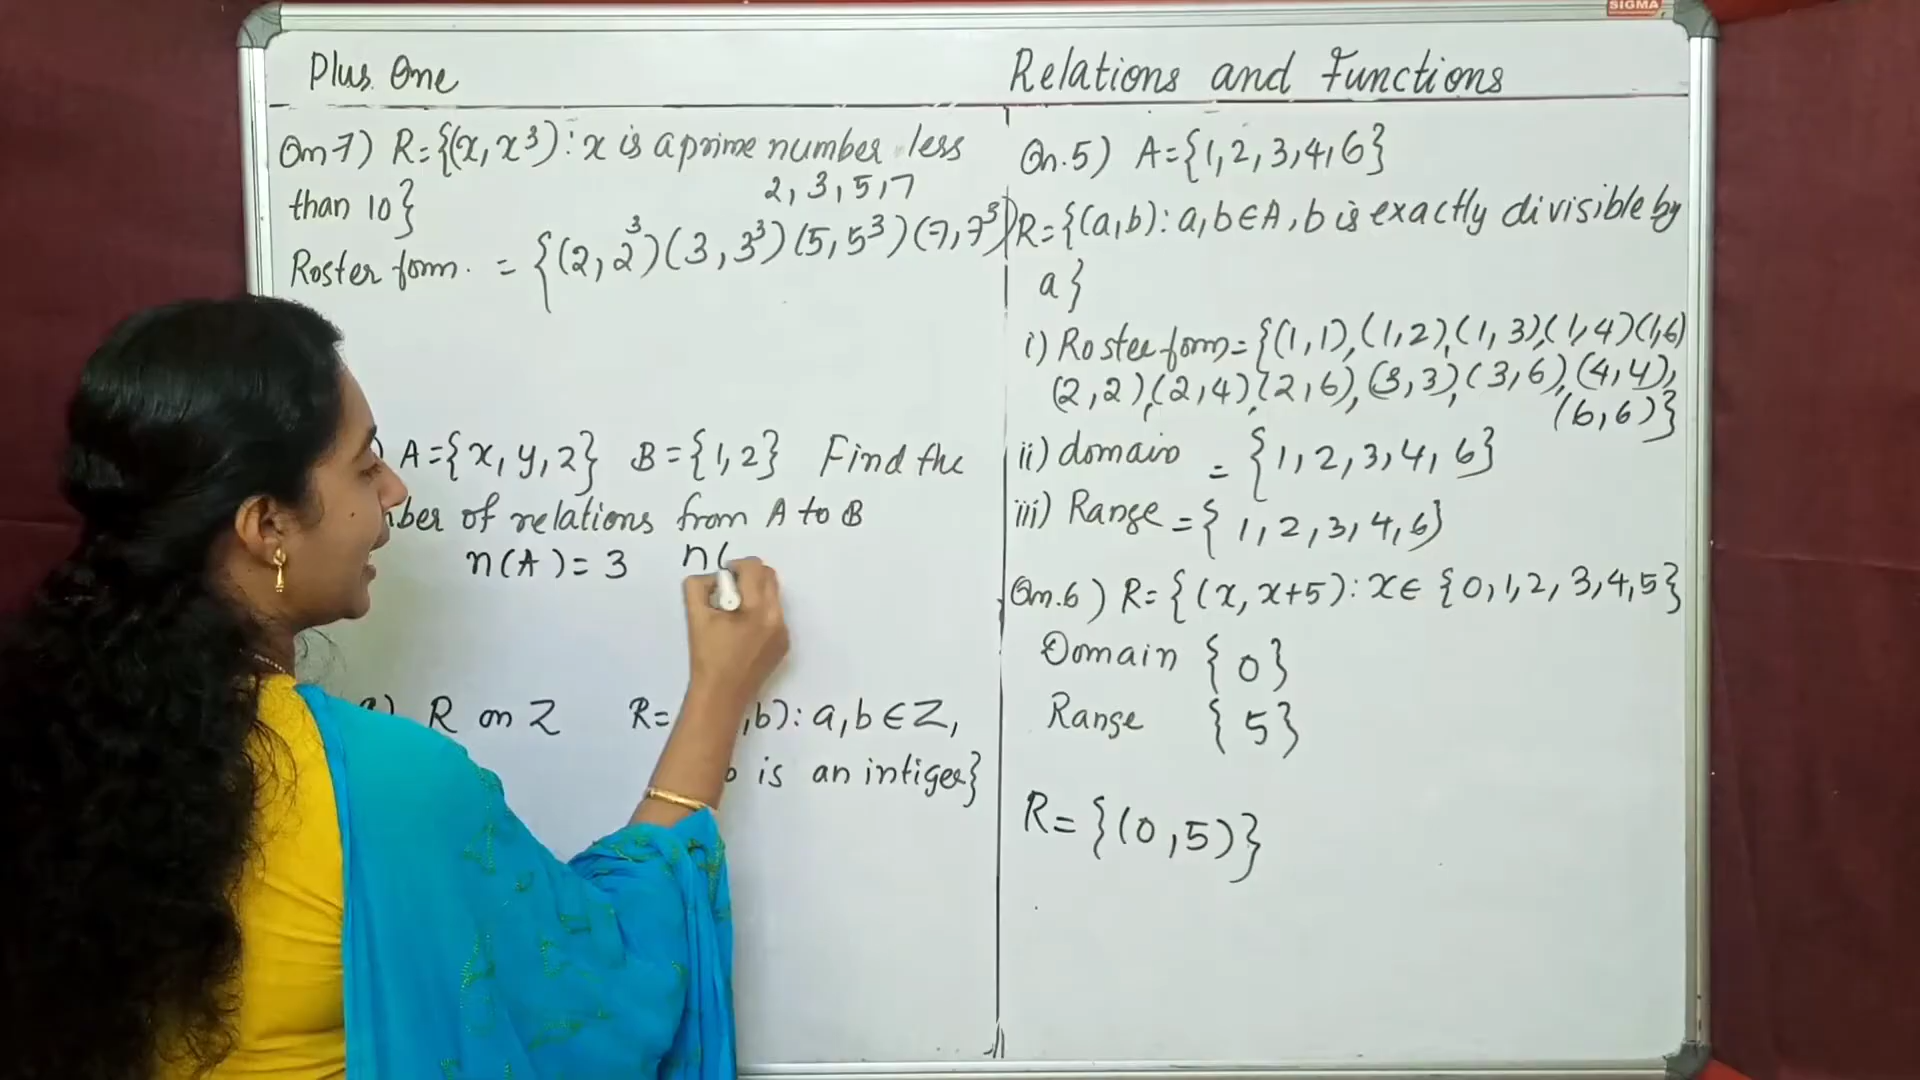 SIGMA
Plus One
Relations and Functions
Qn 7) R={(x, x³) : x is a prime number less
than 10}
2, 3, 5, 7
Roster form. = {(2, 2³) (3, 3³) (5, 5³) (7, 7³)
) A={x, y, z} B={1,2} Find the
ber of relations from A to B
n(A)=3 n(
R on Z R= ,b): a,b ∈ Z,
b is an intiger}
Qn.5) A={1,2,3,4,6}
R={(a,b): a,b∈A, b is exactly divisible by
a}
i) Roster form={(1,1),(1,2),(1,3),(1,4)(1,6)
(2,2),(2,4),(2,6),(3,3),(3,6),(4,4),
(6,6)}
ii) domain = {1,2,3,4,6}
iii) Range = {1,2,3,4,6}
Qn.6) R={(x, x+5): x∈ {0,1,2,3,4,5}
Domain {0}
Range {5}
R={(0,5)}